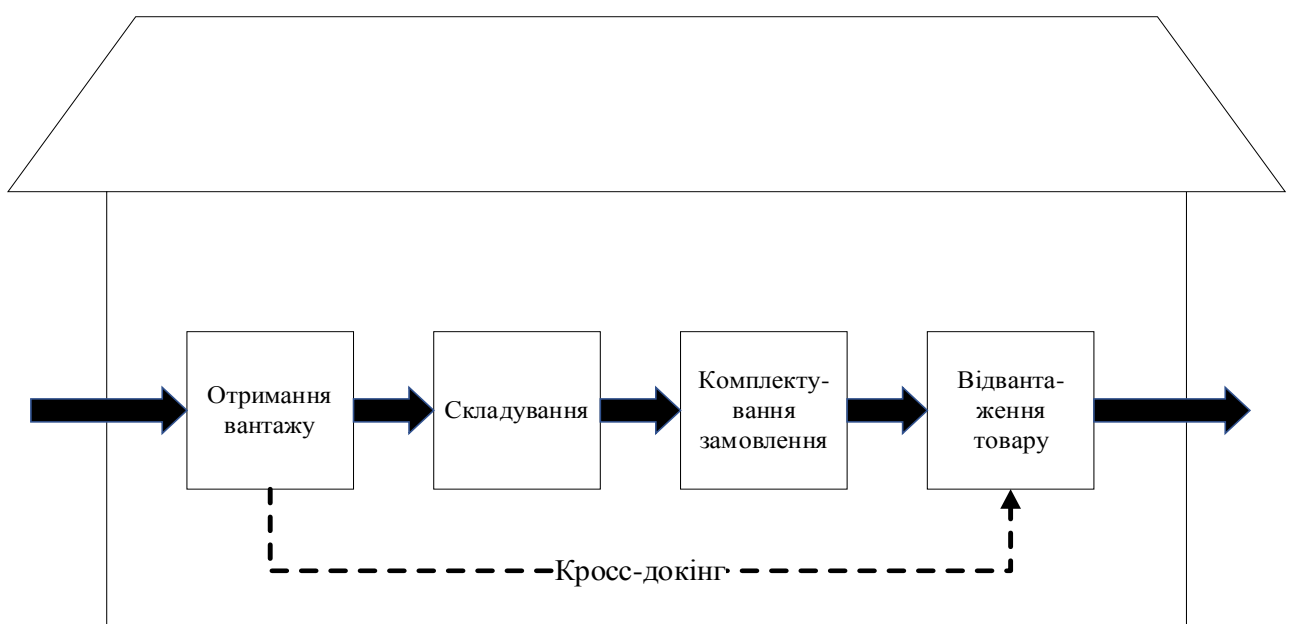 Отримання
вантажу
Складування
Комплекту-
вання
замовлення
Відванта-
ження
товару
Кросс-докінг